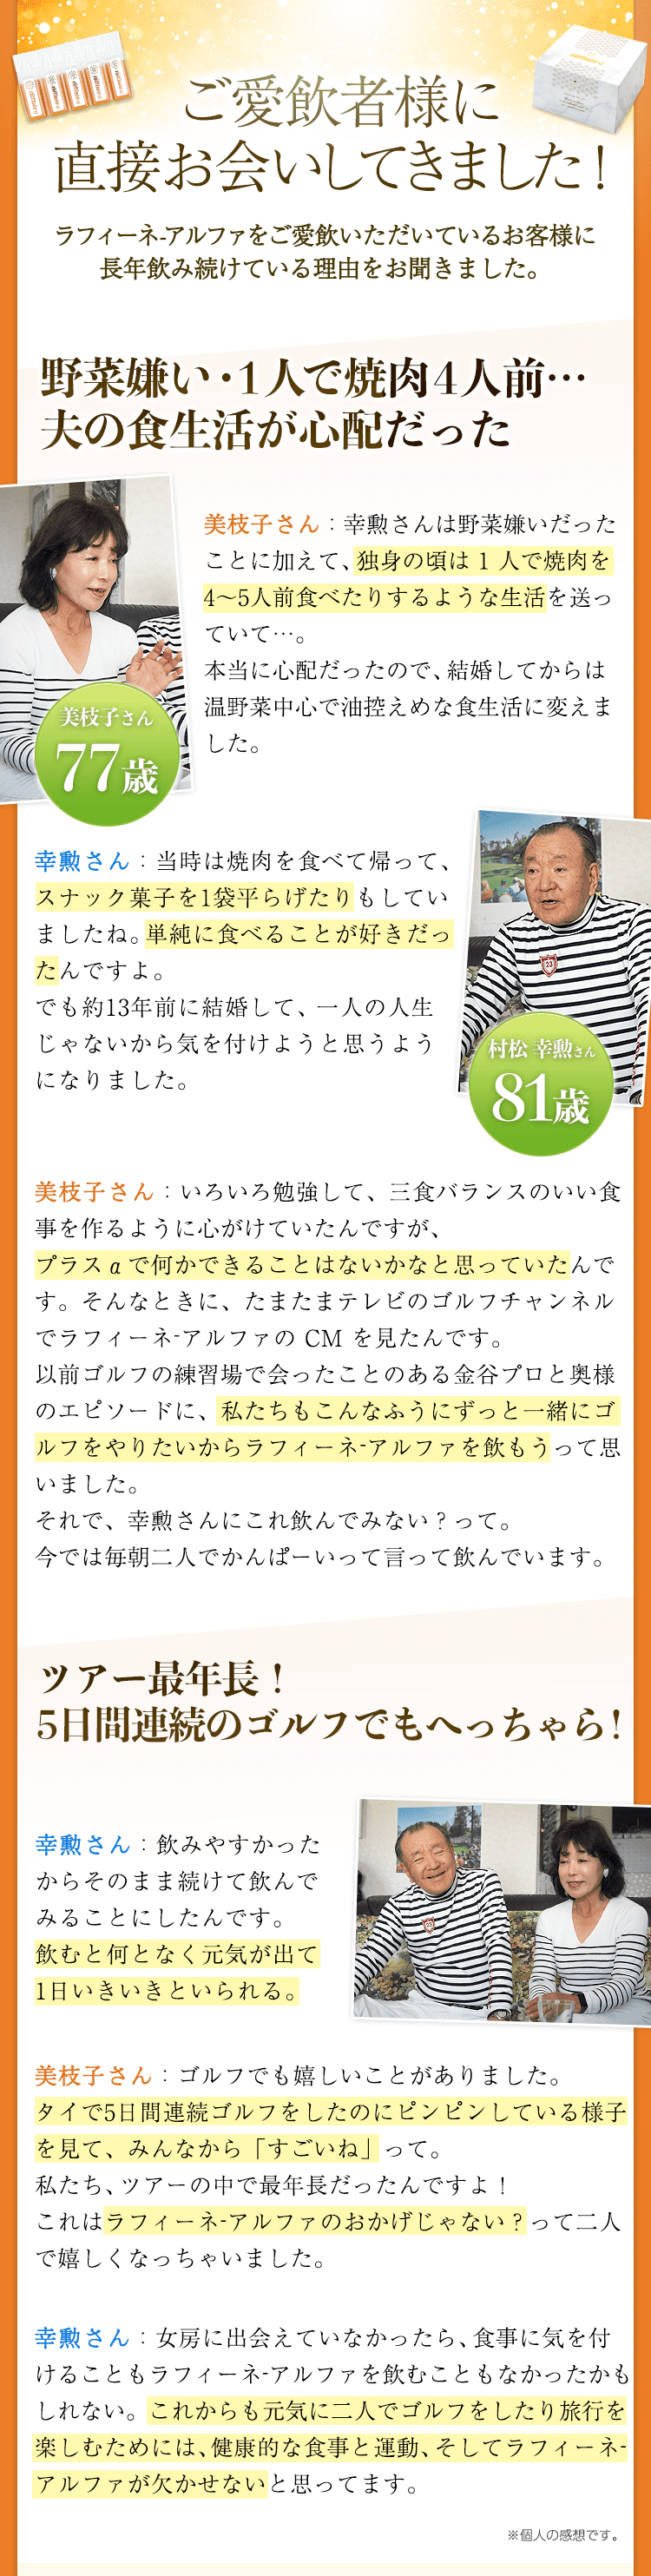 ご愛飲者様に
直接お会いしてきました！
ラフィーネ-アルファをご愛飲いただいているお客様に
長年飲み続けている理由をお聞きました。
野菜嫌い・1人で焼肉4人前…
夫の食生活が心配だった
美枝子さん：幸勲さんは野菜嫌いだった
ことに加えて、独身の頃は 1 人で焼肉を
4〜5人前食べたりするような生活を送っ
ていて…。
本当に心配だったので、結婚してからは
温野菜中心で油控えめな食生活に変えま
した。
美枝子さん
77歳
幸勲さん：当時は焼肉を食べて帰って、
スナック菓子を1袋平らげたりもしてい
ましたね。単純に食べることが好きだっ
たんですよ。
でも約13年前に結婚して、一人の人生
じゃないから気を付けようと思うよう
になりました。
23
村松 幸勲さん
81歳
美枝子さん：いろいろ勉強して、三食バランスのいい食
事を作るように心がけていたんですが、
プラスαで何かできることはないかなと思っていたんで
す。そんなときに、たまたまテレビのゴルフチャンネル
でラフィーネ-アルファの CM を見たんです。
以前ゴルフの練習場で会ったことのある金谷プロと奥様
のエピソードに、私たちもこんなふうにずっと一緒にゴ
ルフをやりたいからラフィーネ-アルファを飲もうって思
いました。
それで、幸勲さんにこれ飲んでみない？って。
今では毎朝二人でかんぱーいって言って飲んでいます。
ツアー最年長！
5日間連続のゴルフでもへっちゃら！
幸勲さん：飲みやすかった
からそのまま続けて飲んで
みることにしたんです。
飲むと何となく元気が出て
1日いきいきといられる。
23
美枝子さん：ゴルフでも嬉しいことがありました。
タイで5日間連続ゴルフをしたのにピンピンしている様子
を見て、みんなから「すごいね」って。
私たち、ツアーの中で最年長だったんですよ！
これはラフィーネ-アルファのおかげじゃない？って二人
で嬉しくなっちゃいました。
幸勲さん：女房に出会えていなかったら、食事に気を付
けることもラフィーネ-アルファを飲むこともなかったかも
しれない。これからも元気に二人でゴルフをしたり旅行を
楽しむためには、健康的な食事と運動、そしてラフィーネ-
アルファが欠かせないと思ってます。
※個人の感想です。